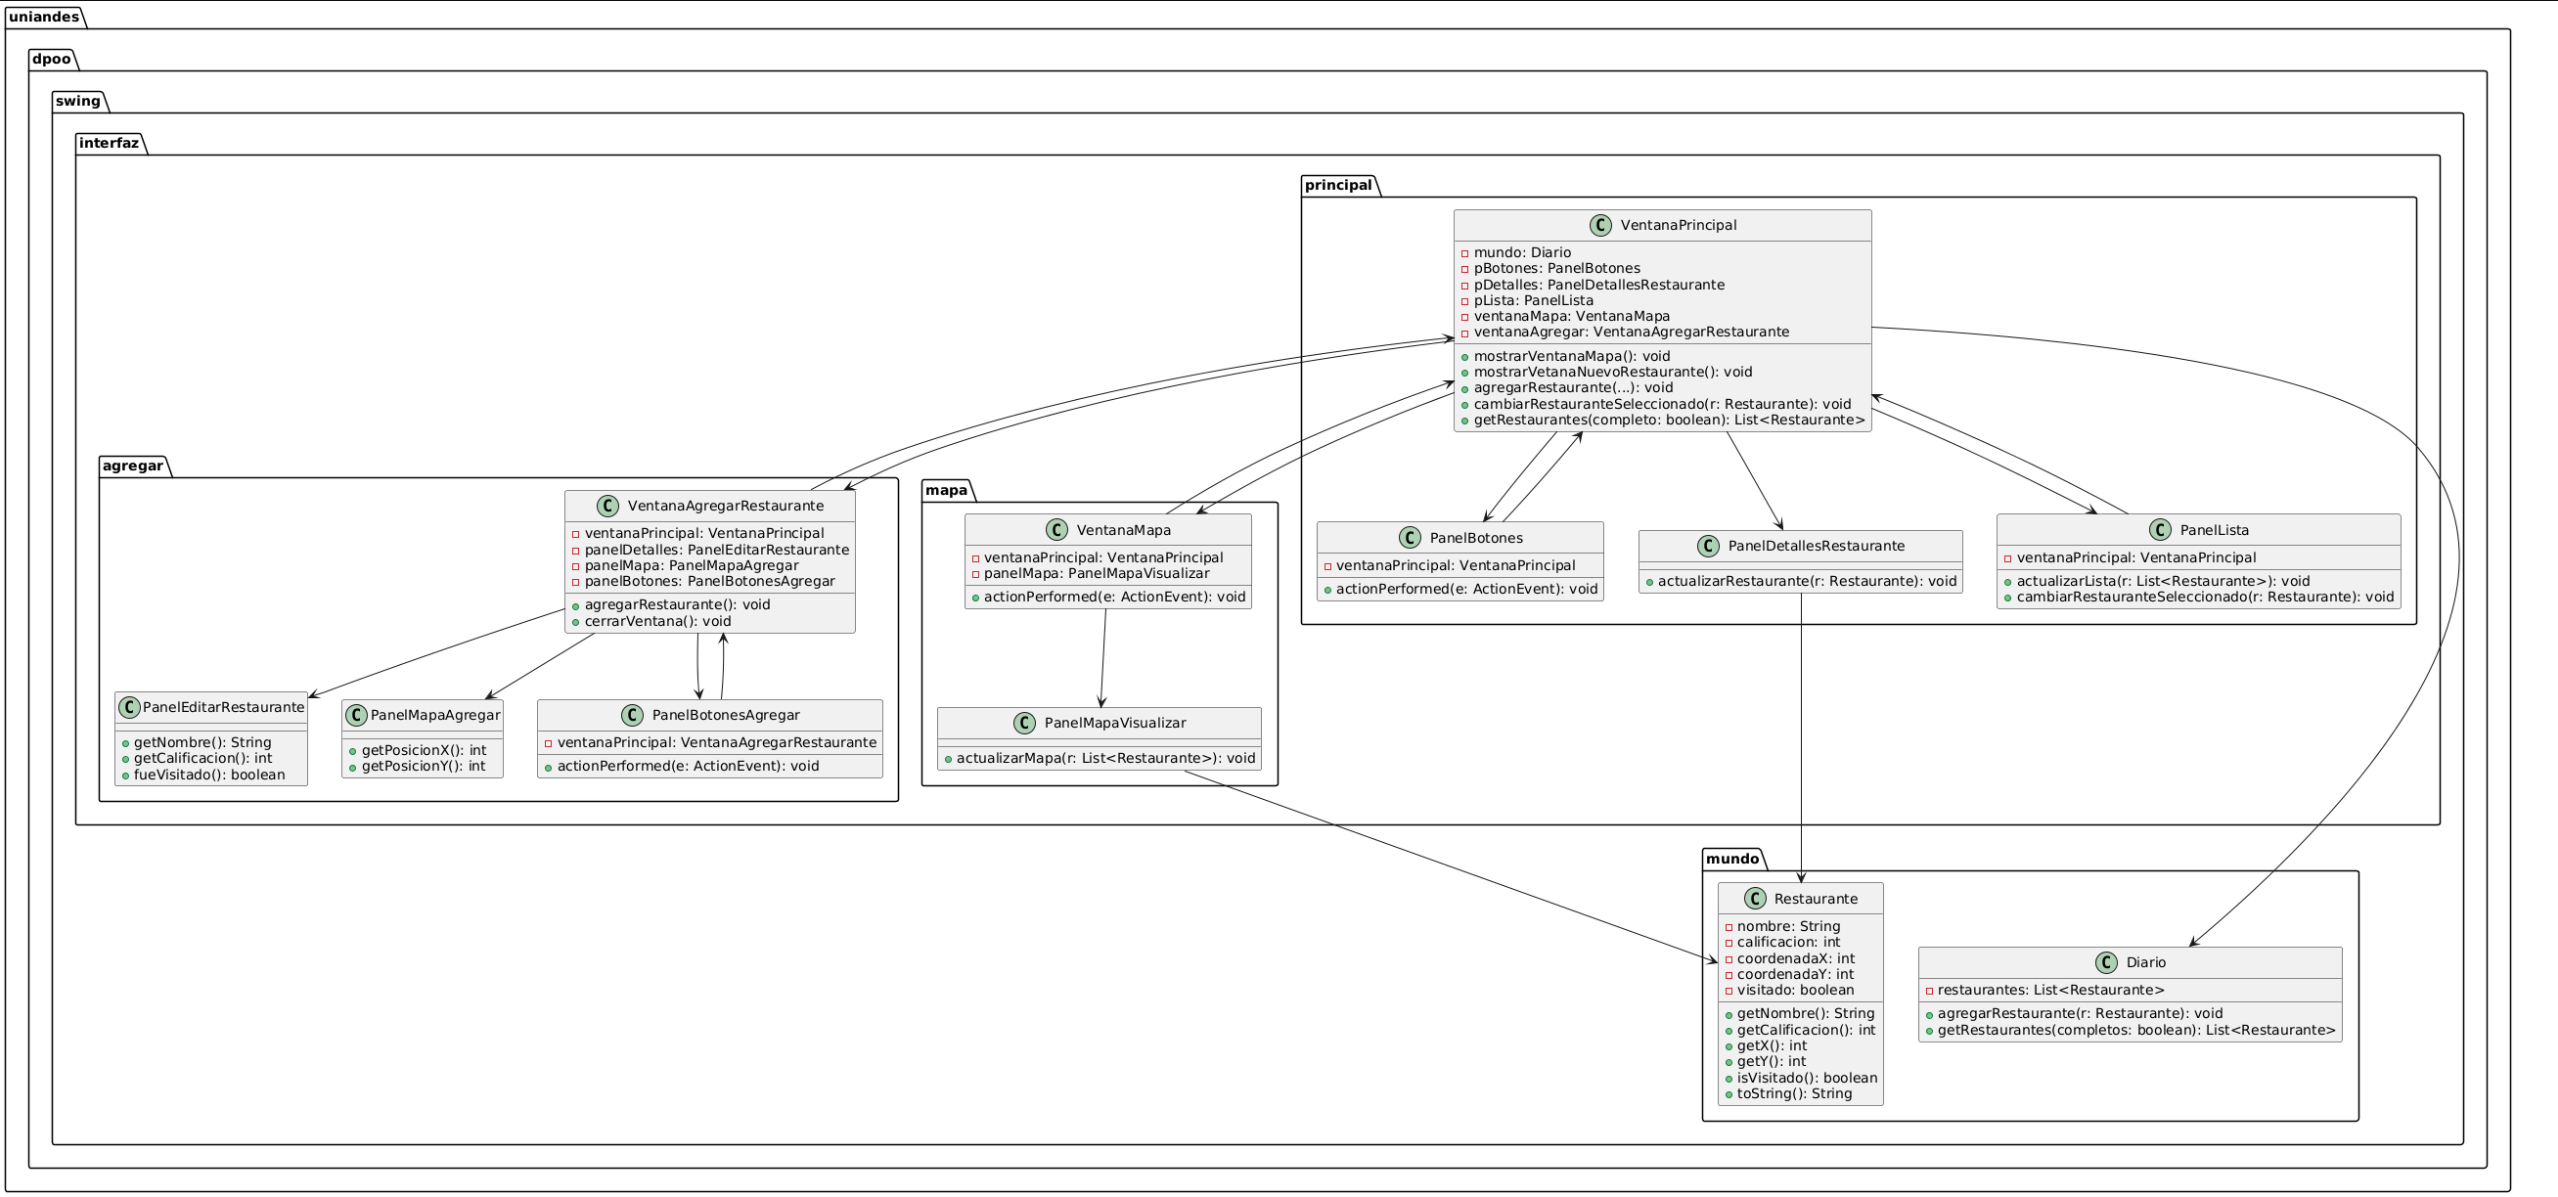 uniandes
dpoo
swing
interfaz
principal
C VentanaPrincipal
mundo: Diario
pBotones: PanelBotones
pDetalles: PanelDetallesRestaurante
pLista: PanelLista
ventanaMapa: VentanaMapa
ventanaAgregar: VentanaAgregarRestaurante
mostrarVentanaMapa(): void
mostrarVetanaNuevoRestaurante(): void
agregarRestaurante(...): void
cambiarRestauranteSeleccionado(r: Restaurante): void
getRestaurantes(completo: boolean): List<Restaurante>
agregar
C VentanaAgregarRestaurante
ventanaPrincipal: VentanaPrincipal
panelDetalles: PanelEditarRestaurante
panelMapa: PanelMapaAgregar
panelBotones: PanelBotonesAgregar
agregarRestaurante(): void
cerrarVentana(): void
C PanelEditarRestaurante
getNombre(): String
getCalificacion(): int
fueVisitado(): boolean
C PanelMapaAgregar
getPosicionX(): int
getPosicionY(): int
C PanelBotonesAgregar
ventanaPrincipal: VentanaAgregarRestaurante
actionPerformed(e: ActionEvent): void
mapa
C VentanaMapa
ventanaPrincipal: VentanaPrincipal
panelMapa: PanelMapaVisualizar
actionPerformed(e: ActionEvent): void
C PanelMapaVisualizar
actualizarMapa(r: List<Restaurante>): void
C PanelBotones
ventanaPrincipal: VentanaPrincipal
actionPerformed(e: ActionEvent): void
C PanelDetallesRestaurante
actualizarRestaurante(r: Restaurante): void
C PanelLista
ventanaPrincipal: VentanaPrincipal
actualizarLista(r: List<Restaurante>): void
cambiarRestauranteSeleccionado(r: Restaurante): void
mundo
C Restaurante
nombre: String
calificacion: int
coordenadaX: int
coordenadaY: int
visitado: boolean
getNombre(): String
getCalificacion(): int
getX(): int
getY(): int
isVisitado(): boolean
toString(): String
C Diario
restaurantes: List<Restaurante>
agregarRestaurante(r: Restaurante): void
getRestaurantes(completos: boolean): List<Restaurante>